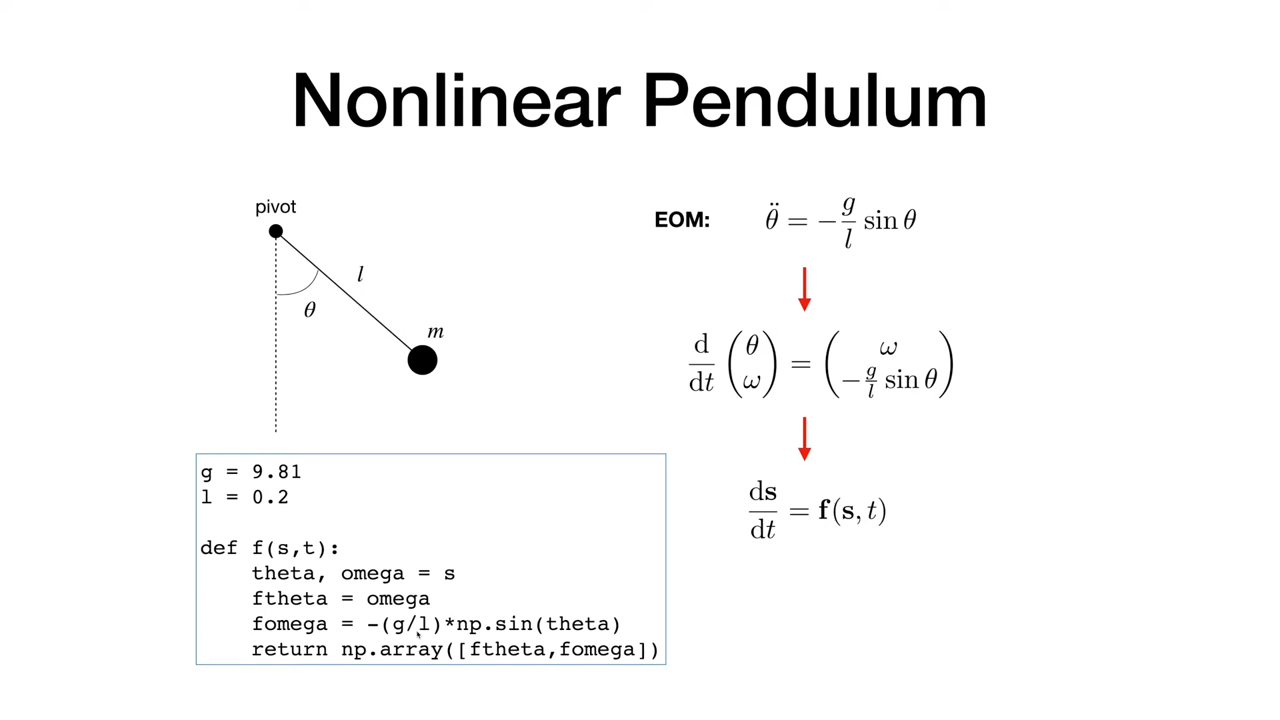 Nonlinear Pendulum
pivot
l
θ
m
g = 9.81
l = 0.2
def f(s,t):
    theta, omega = s
    ftheta = omega
    fomega = -(g/l)*np.sin(theta)
    return np.array([ftheta,fomega])
EOM: θ̈ = −g/l sin θ
d/dt (θ ω) = (ω −g/l sin θ)
ds/dt = f(s, t)